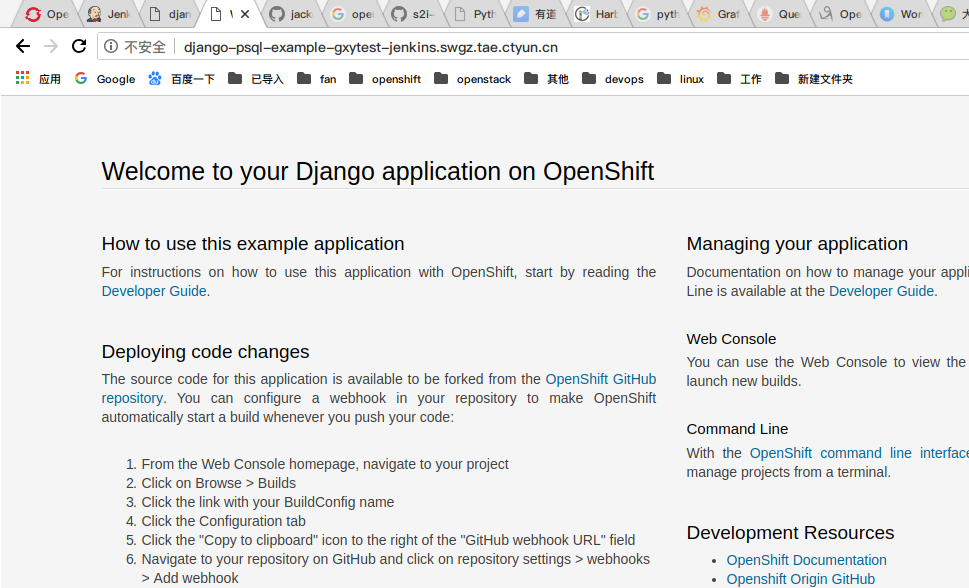 Ope
Jenk
djan
jack
ope
s2i-
Pyth
有道
Hark
pyth
Graf
Que
Ope
Wor
不安全
django-psql-example-gxytest-jenkins.swgz.tae.ctyun.cn
应用 Google 百度一下 已导入 fan openshift openstack 其他 devops linux 工作 新建文件夹
Welcome to your Django application on OpenShift
How to use this example application
For instructions on how to use this application with OpenShift, start by reading the
Developer Guide.
Deploying code changes
The source code for this application is available to be forked from the OpenShift GitHub
repository. You can configure a webhook in your repository to make OpenShift
automatically start a build whenever you push your code:
1. From the Web Console homepage, navigate to your project
2. Click on Browse > Builds
3. Click the link with your BuildConfig name
4. Click the Configuration tab
5. Click the "Copy to clipboard" icon to the right of the "GitHub webhook URL" field
6. Navigate to your repository on GitHub and click on repository settings > webhooks
> Add webhook
Managing your application
Documentation on how to manage your appli
Line is available at the Developer Guide.
Web Console
You can use the Web Console to view the
launch new builds.
Command Line
With the OpenShift command line interface
manage projects from a terminal.
Development Resources
• OpenShift Documentation
• Openshift Origin GitHub